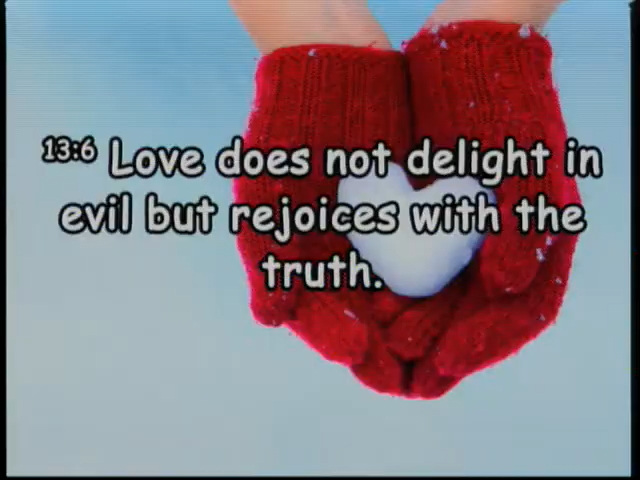 13:6 Love does not delight in
evil but rejoices with the
truth.